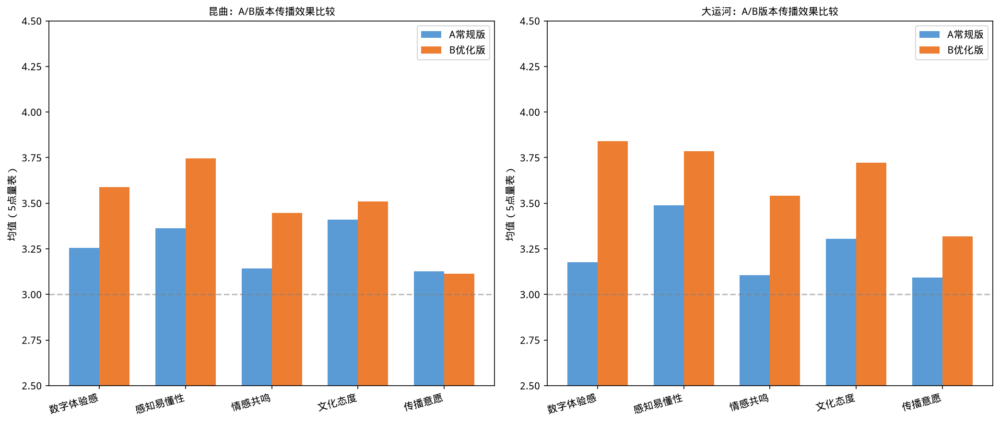 昆曲：A/B版本传播效果比较
A常规版
B优化版
均值（5点量表）
4.50
4.25
4.00
3.75
3.50
3.25
3.00
2.75
2.50
数字体验感
感知易懂性
情感共鸣
文化态度
传播意愿
大运河：A/B版本传播效果比较
A常规版
B优化版
均值（5点量表）
4.50
4.25
4.00
3.75
3.50
3.25
3.00
2.75
2.50
数字体验感
感知易懂性
情感共鸣
文化态度
传播意愿